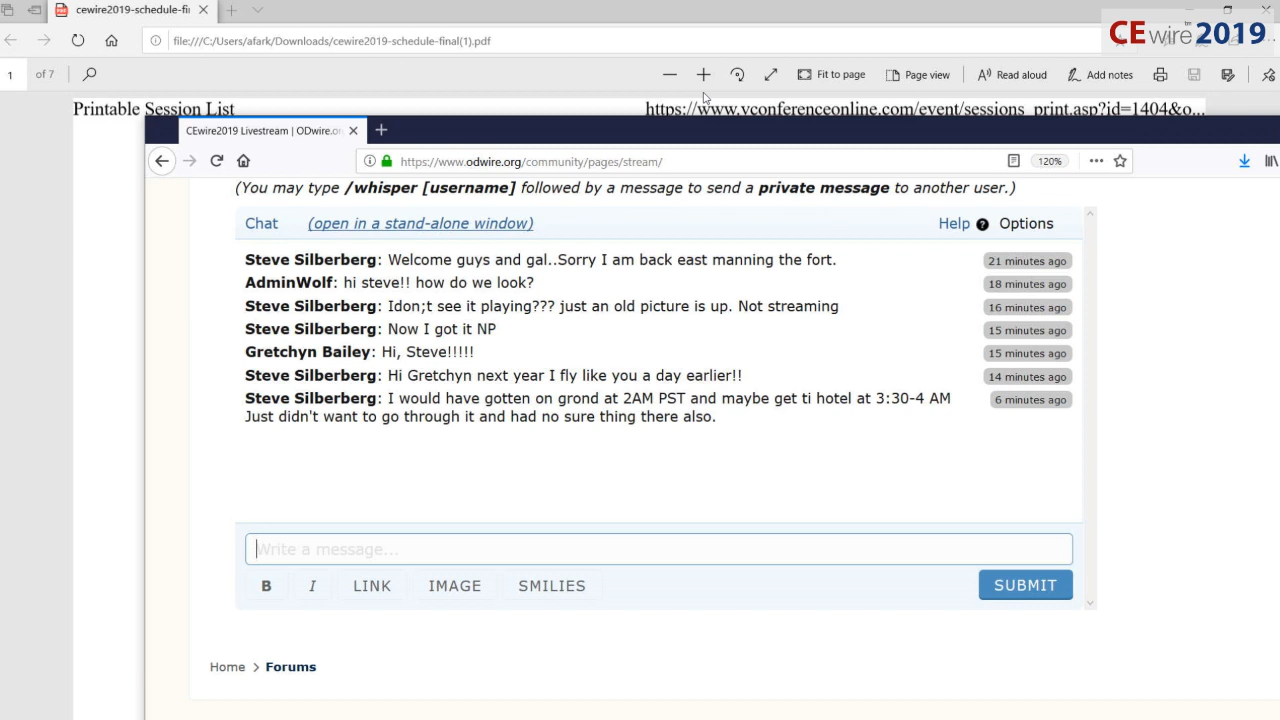 cewire2019-schedule-fi
CEwire2019
file:///C:/Users/afark/Downloads/cewire2019-schedule-final(1).pdf
1 of 7 Fit to page Page view Read aloud Add notes
Printable Session List https://www.vconferenceonline.com/event/sessions_print.asp?id=1404&o...
CEwire2019 Livestream | ODwire.or
https://www.odwire.org/community/pages/stream/ 120%
(You may type /whisper [username] followed by a message to send a private message to another user.)
Chat (open in a stand-alone window) Help ? Options
Steve Silberberg: Welcome guys and gal..Sorry I am back east manning the fort. 21 minutes ago
AdminWolf: hi steve!! how do we look? 18 minutes ago
Steve Silberberg: Idon;t see it playing??? just an old picture is up. Not streaming 16 minutes ago
Steve Silberberg: Now I got it NP 15 minutes ago
Gretchyn Bailey: Hi, Steve!!!!! 15 minutes ago
Steve Silberberg: Hi Gretchyn next year I fly like you a day earlier!! 14 minutes ago
Steve Silberberg: I would have gotten on grond at 2AM PST and maybe get ti hotel at 3:30-4 AM 6 minutes ago
Just didn't want to go through it and had no sure thing there also.
Write a message...
B I LINK IMAGE SMILIES SUBMIT
Home > Forums